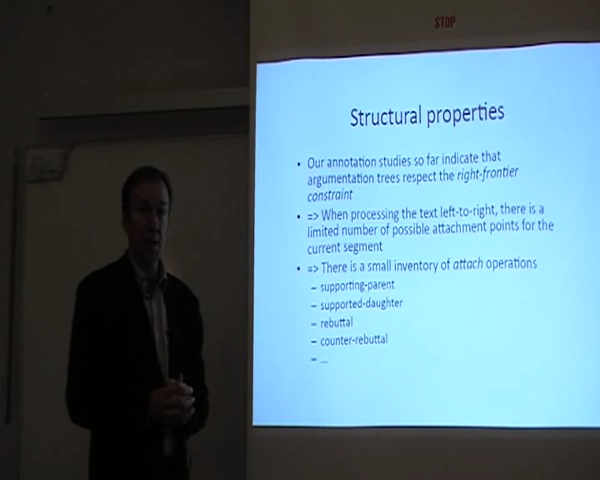 STOP
Structural properties
• Our annotation studies so far indicate that
argumentation trees respect the right-frontier
constraint
• => When processing the text left-to-right, there is a
limited number of possible attachment points for the
current segment
• => There is a small inventory of attach operations
– supporting-parent
– supported-daughter
– rebuttal
– counter-rebuttal
– ...